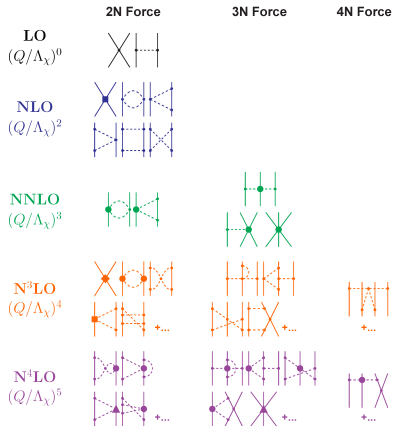 2N Force 3N Force 4N Force
LO
(Q/Λχ)⁰
NLO
(Q/Λχ)²
NNLO
(Q/Λχ)³
N³LO
(Q/Λχ)⁴
+... +... +...
N⁴LO
(Q/Λχ)⁵
+... +... +...